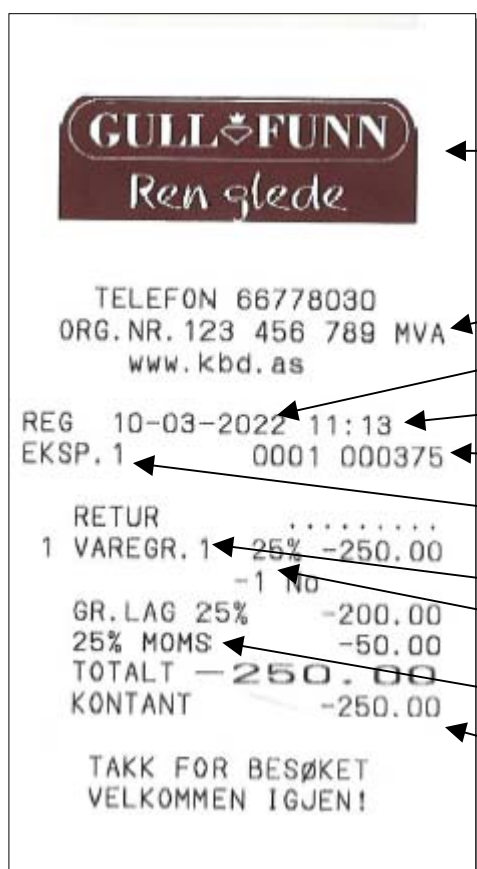 GULL FUNN
Ren glede
TELEFON 66778030
ORG.NR.123 456 789 MVA
www.kbd.as
REG 10-03-2022 11:13
EKSP.1 0001 000375
RETUR .........
1 VAREGR.1 25% -250.00
-1 No
GR.LAG 25% -200.00
25% MOMS -50.00
TOTALT -250.00
KONTANT -250.00
TAKK FOR BESØKET
VELKOMMEN IGJEN!